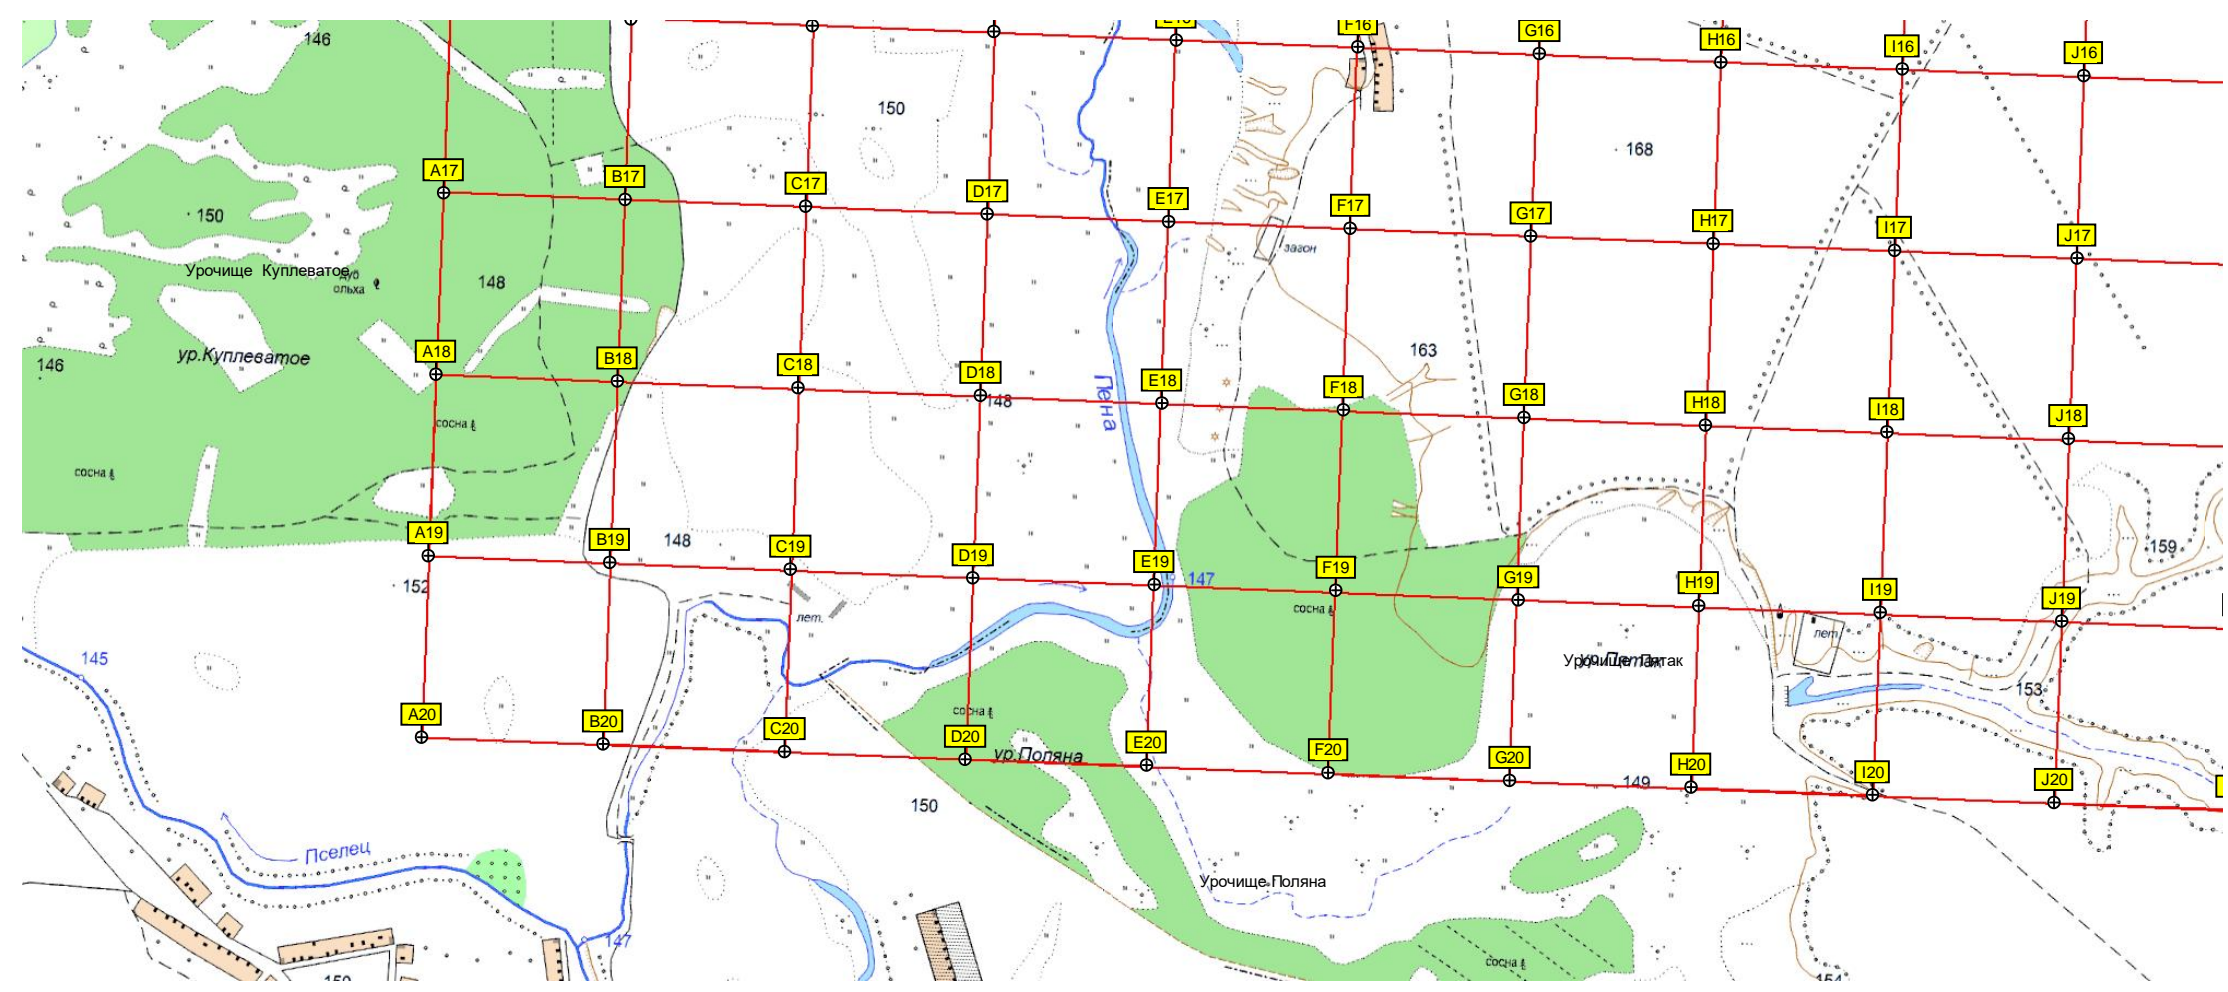 146
F16
G16
H16
I16
J16
150
168
A17
B17
C17
D17
E17
F17
G17
H17
I17
J17
150
загон
Урочище Куплеватое
дуб
ольха
148
ур.Куплеватое
146
163
A18
B18
C18
D18
E18
F18
G18
H18
I18
J18
148
Пена
сосна
сосна
A19
B19
C19
D19
E19
F19
G19
H19
I19
J19
148
159
147
152
сосна
лет.
лет.
145
Урочище Пятак
153
A20
B20
C20
D20
E20
F20
G20
H20
I20
J20
сосна
ур.Поляна
149
150
Пселец
Урочище Поляна
147
сосна